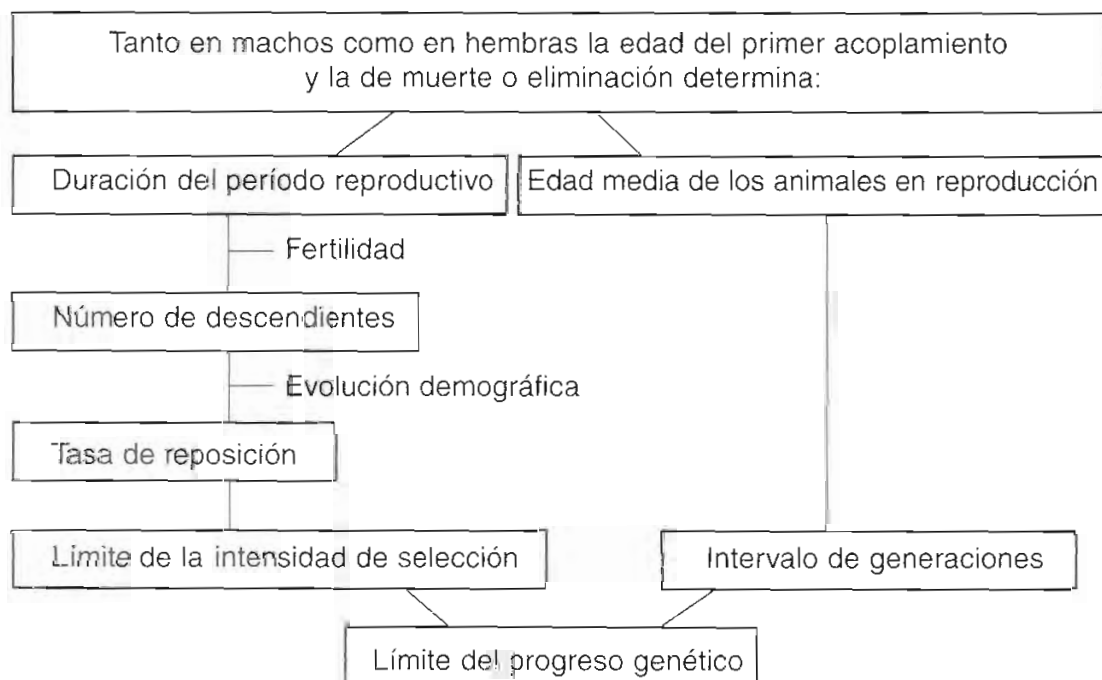 Tanto en machos como en hembras la edad del primer acoplamiento
y la de muerte o eliminación determina:
Duración del período reproductivo
Edad media de los animales en reproducción
Fertilidad
Número de descendientes
Evolución demográfica
Tasa de reposición
Límite de la intensidad de selección
Intervalo de generaciones
Límite del progreso genético